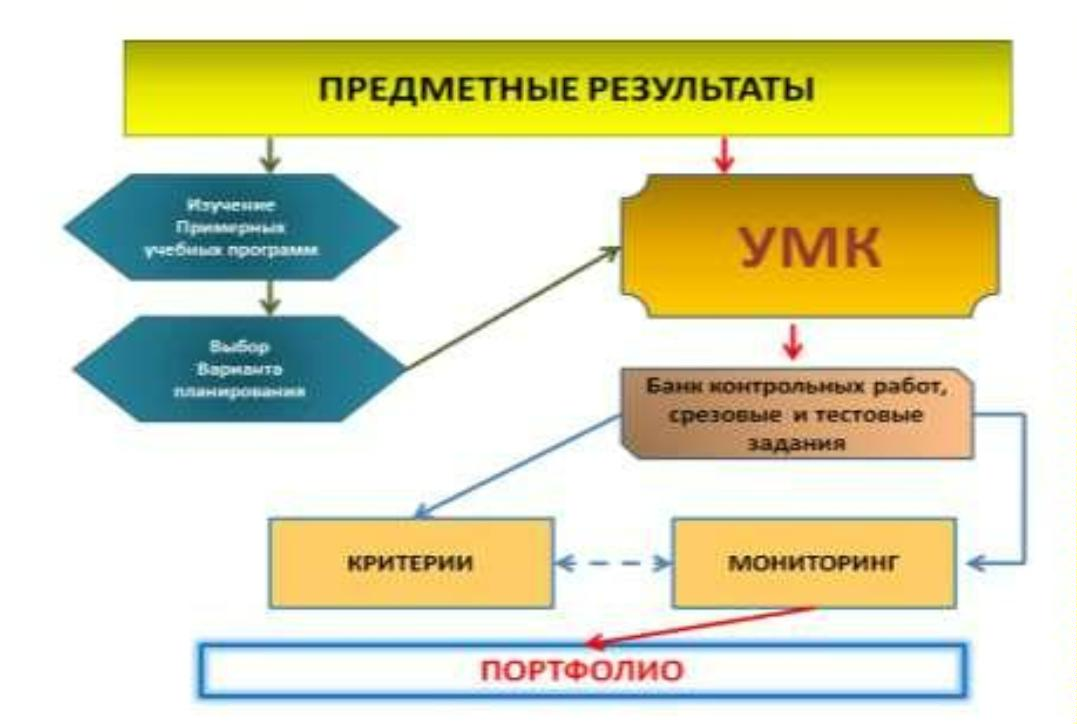 ПРЕДМЕТНЫЕ РЕЗУЛЬТАТЫ
Изучение
Примерных
учебных программ
УМК
Выбор
Варианта
планирования
Банк контрольных работ,
срезовые и тестовые
задания
КРИТЕРИИ
МОНИТОРИНГ
ПОРТФОЛИО